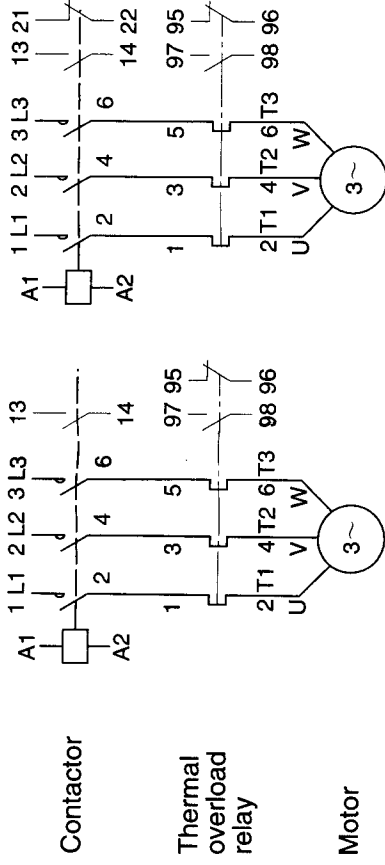 1 L1 2 L2 3 L3 13
1 L1 2 L2 3 L3 13 21
A1
A1
Contactor
2 4 6 14
2 4 6 14 22
A2
A2
Thermal
overload
relay
1 3 5 97 95
1 3 5 97 95
98 96
98 96
2 T1 4 T2 6 T3
2 T1 4 T2 6 T3
U V W
U V W
Motor
3~
3~